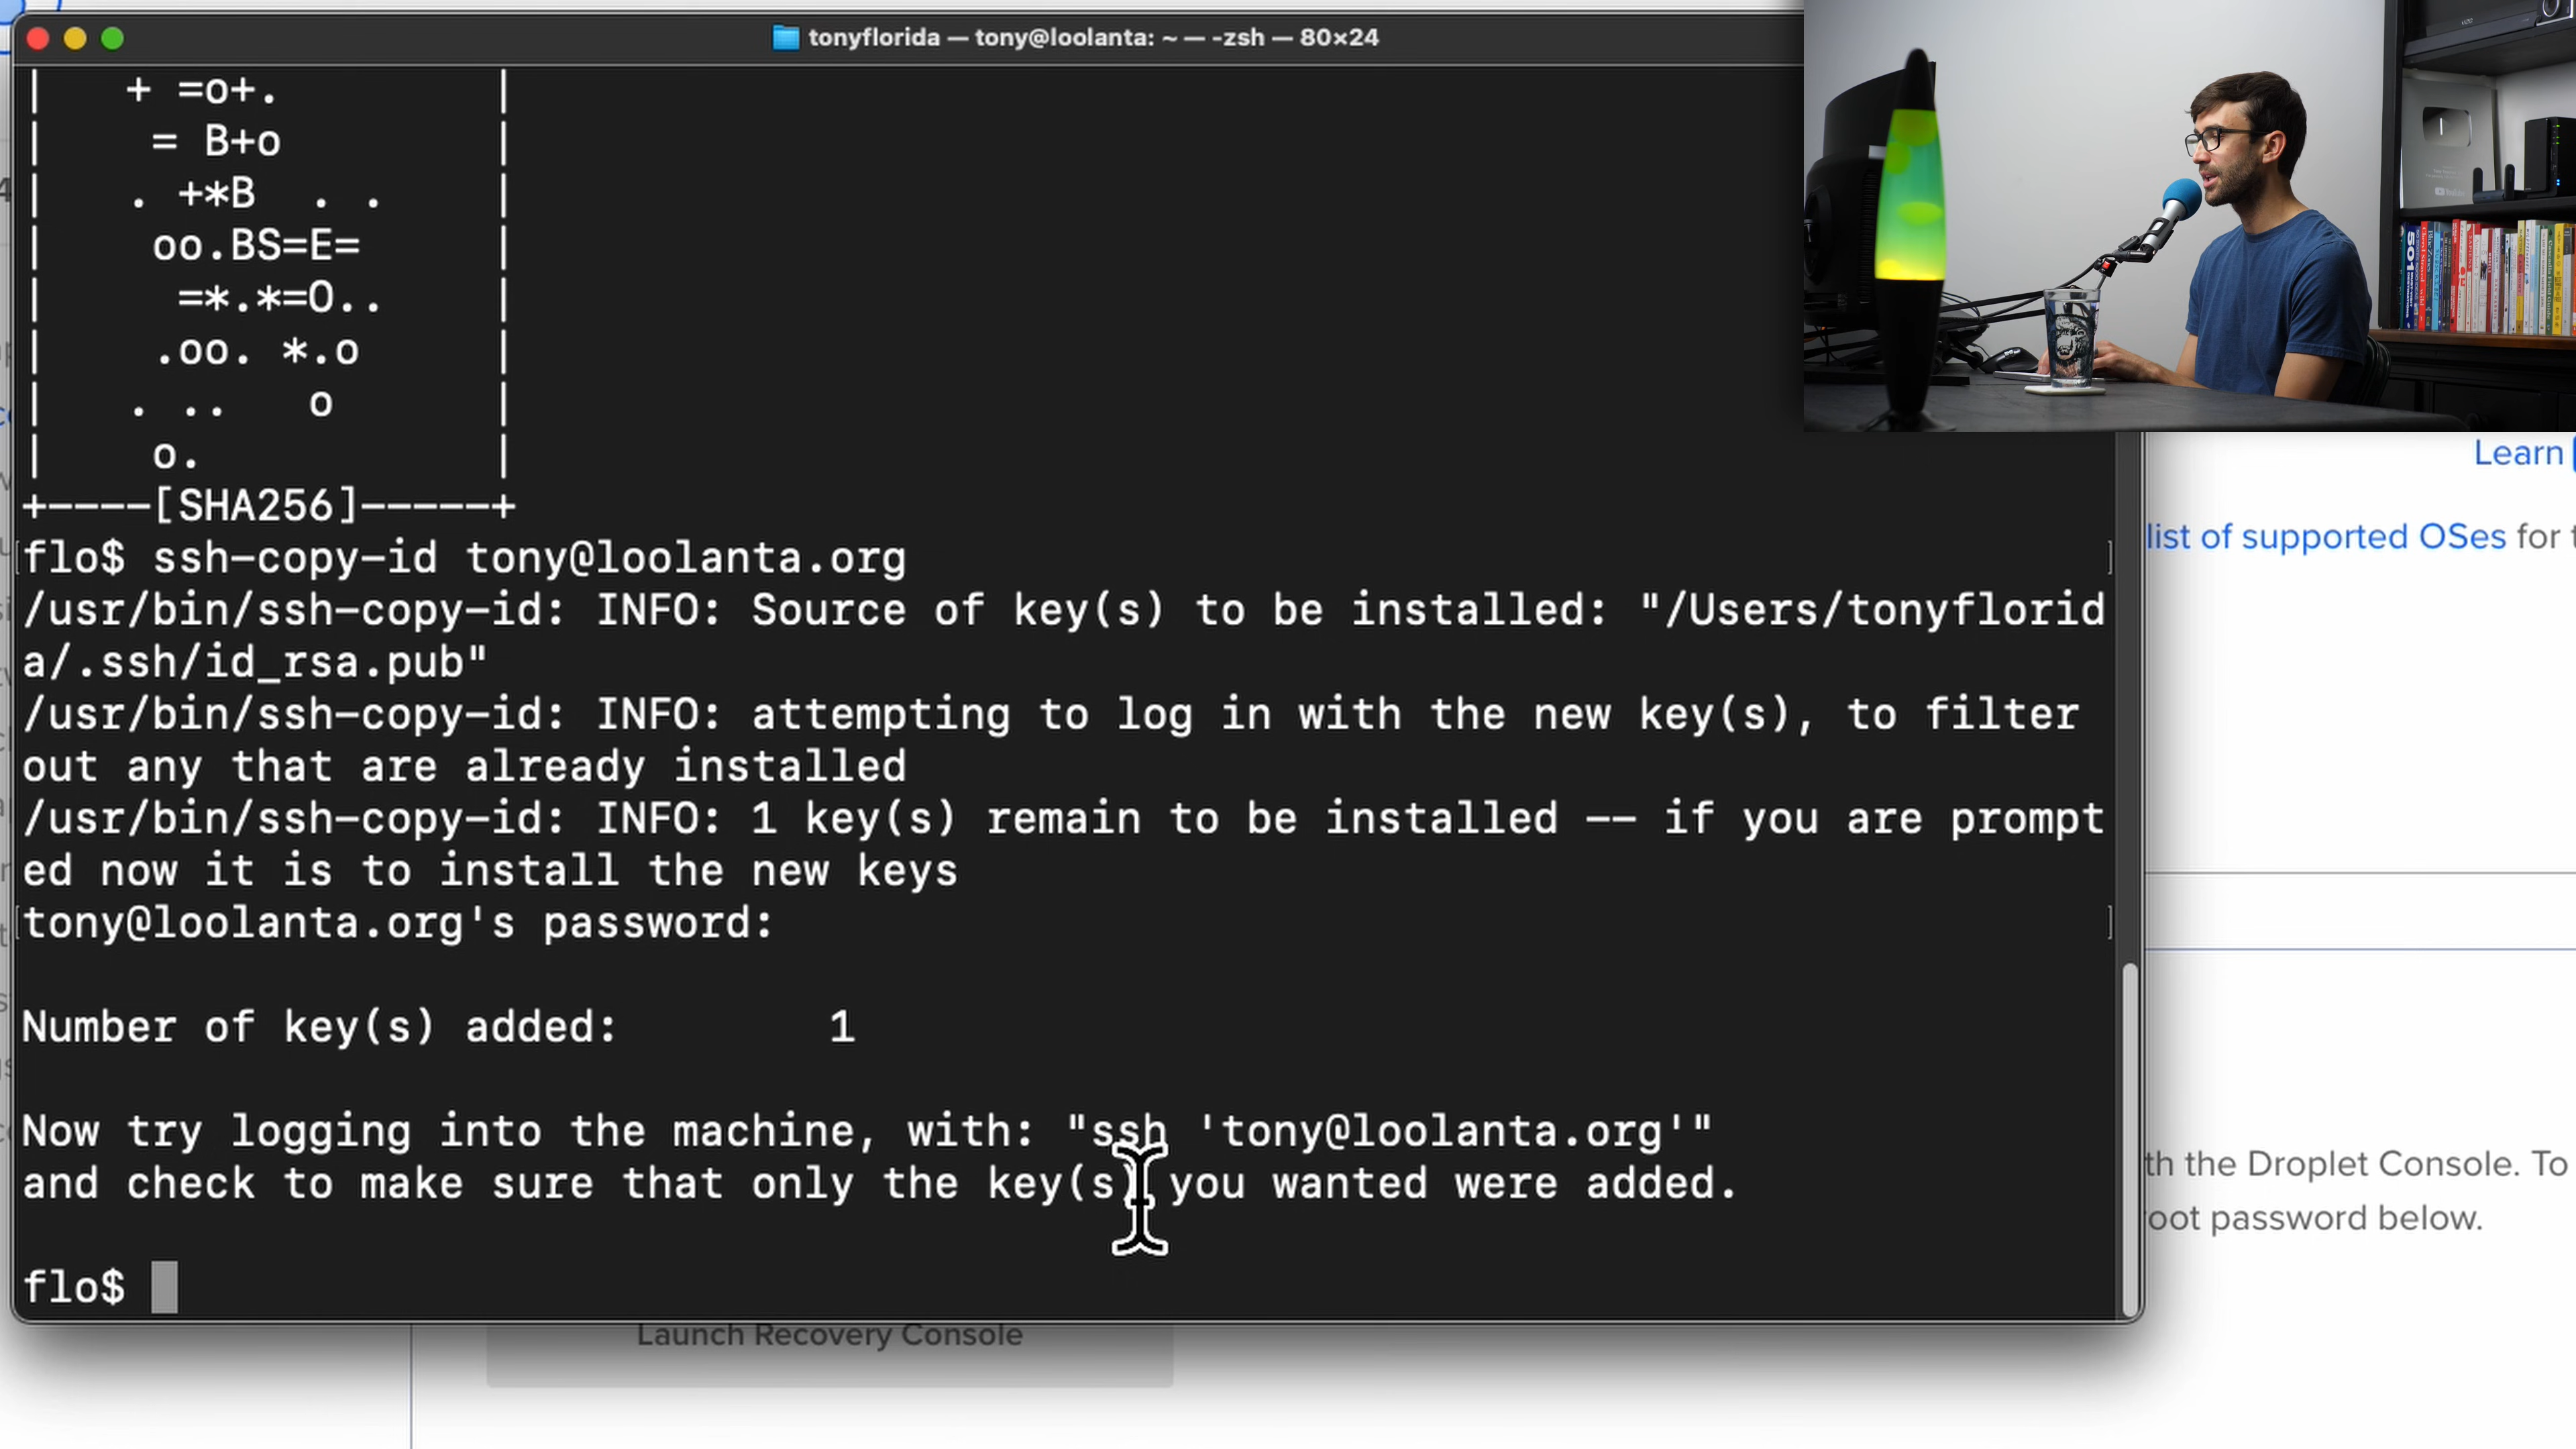 tonyflorida — tony@loolanta: ~ — -zsh — 80×24
|    + =o+.         |
|     = B+o         |
|    . +*B  . .     |
|     oo.BS=E=      |
|      =*.*=O..     |
|     .oo. *.o      |
|    . ..   o       |
|     o.            |
+----[SHA256]-----+
flo$ ssh-copy-id tony@loolanta.org
/usr/bin/ssh-copy-id: INFO: Source of key(s) to be installed: "/Users/tonyflorid
a/.ssh/id_rsa.pub"
/usr/bin/ssh-copy-id: INFO: attempting to log in with the new key(s), to filter
out any that are already installed
/usr/bin/ssh-copy-id: INFO: 1 key(s) remain to be installed -- if you are prompt
ed now it is to install the new keys
tony@loolanta.org's password:
Number of key(s) added:        1
Now try logging into the machine, with: "ssh 'tony@loolanta.org'"
and check to make sure that only the key(s) you wanted were added.
flo$
Learn
list of supported OSes for
th the Droplet Console. To
oot password below.
Launch Recovery Console